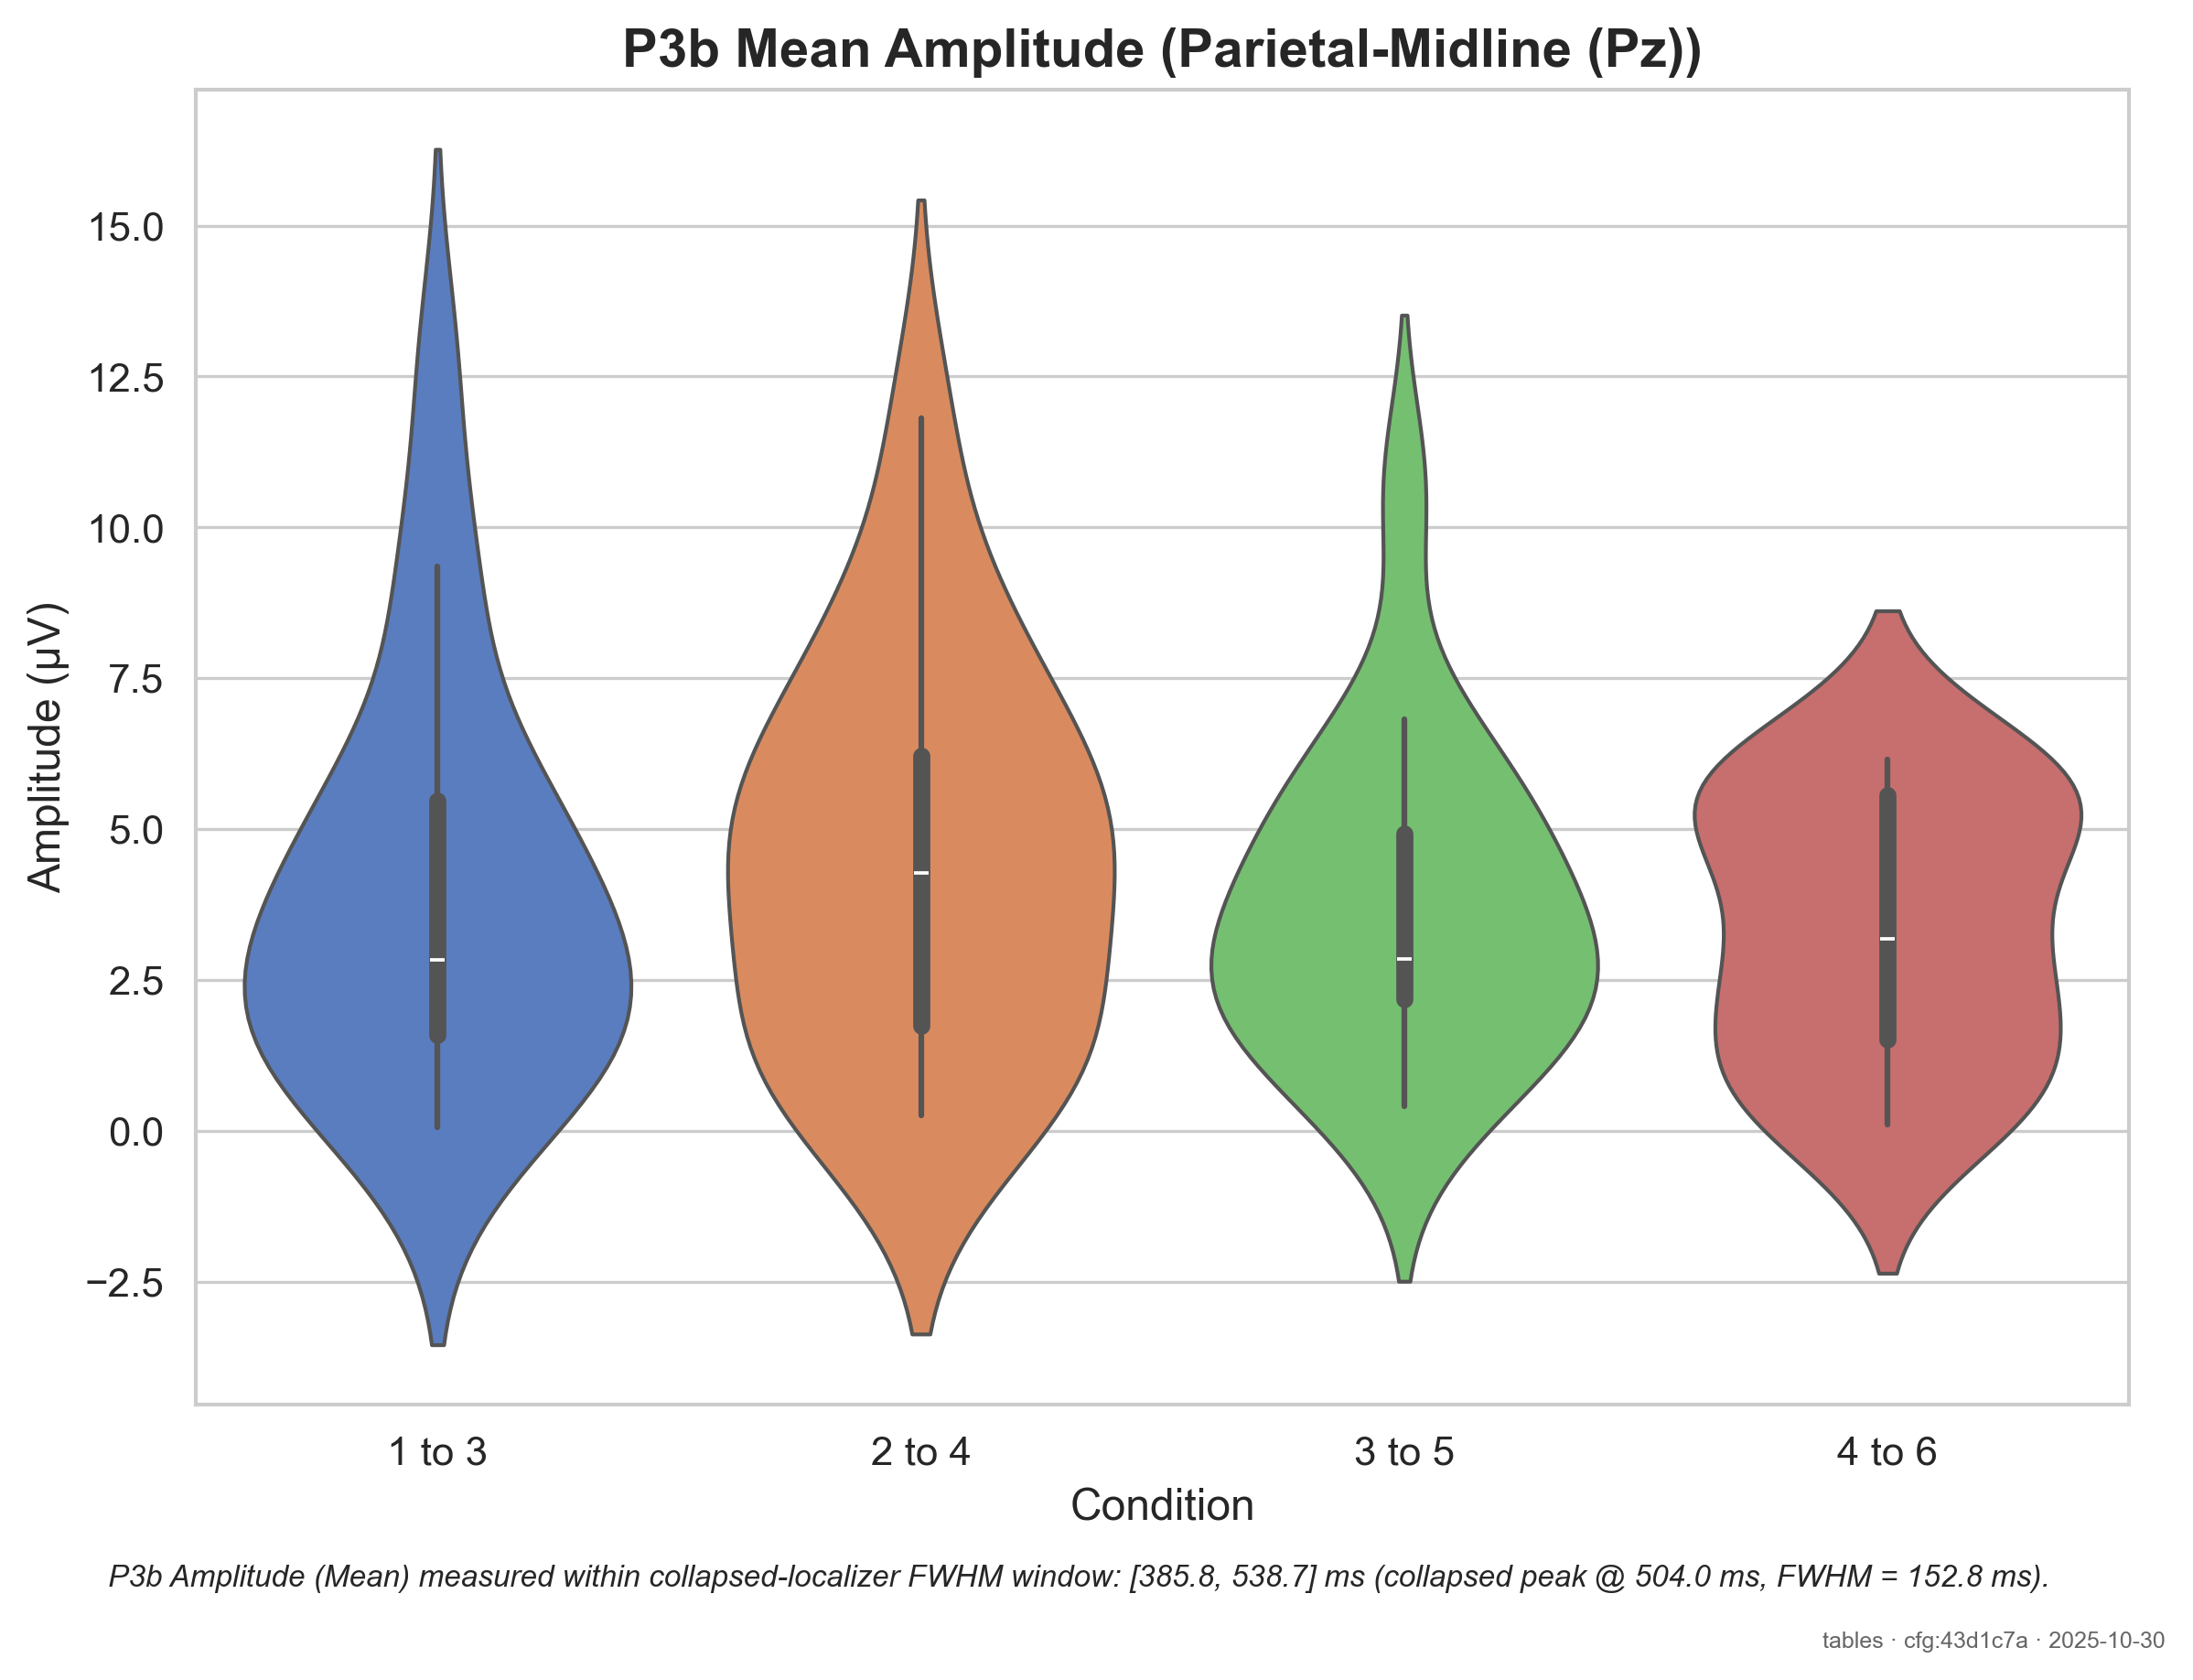 P3b Mean Amplitude (Parietal-Midline (Pz))
Amplitude (µV)
15.0
12.5
10.0
7.5
5.0
2.5
0.0
−2.5
1 to 3
2 to 4
3 to 5
4 to 6
Condition
P3b Amplitude (Mean) measured within collapsed-localizer FWHM window: [385.8, 538.7] ms (collapsed peak @ 504.0 ms, FWHM = 152.8 ms).
tables · cfg:43d1c7a · 2025-10-30